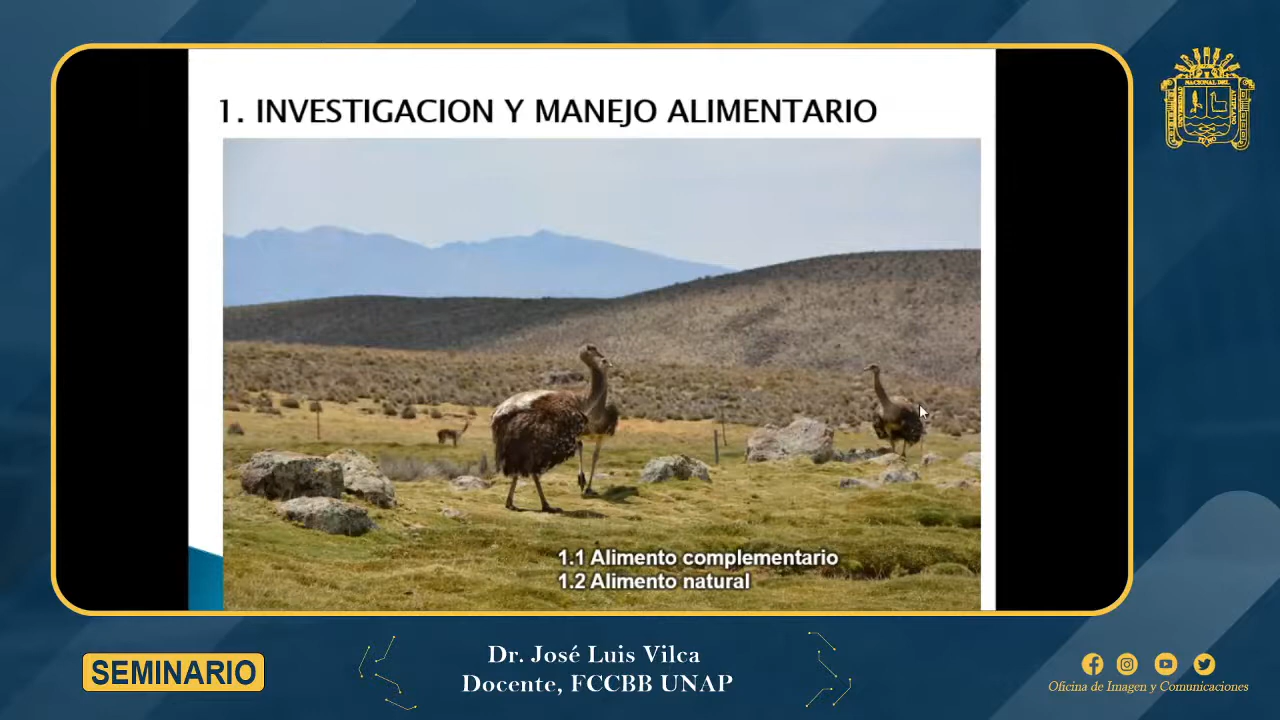 1. INVESTIGACION Y MANEJO ALIMENTARIO
1.1 Alimento complementario
1.2 Alimento natural
SEMINARIO
Dr. José Luis Vilca
Docente, FCCBB UNAP
Oficina de Imagen y Comunicaciones